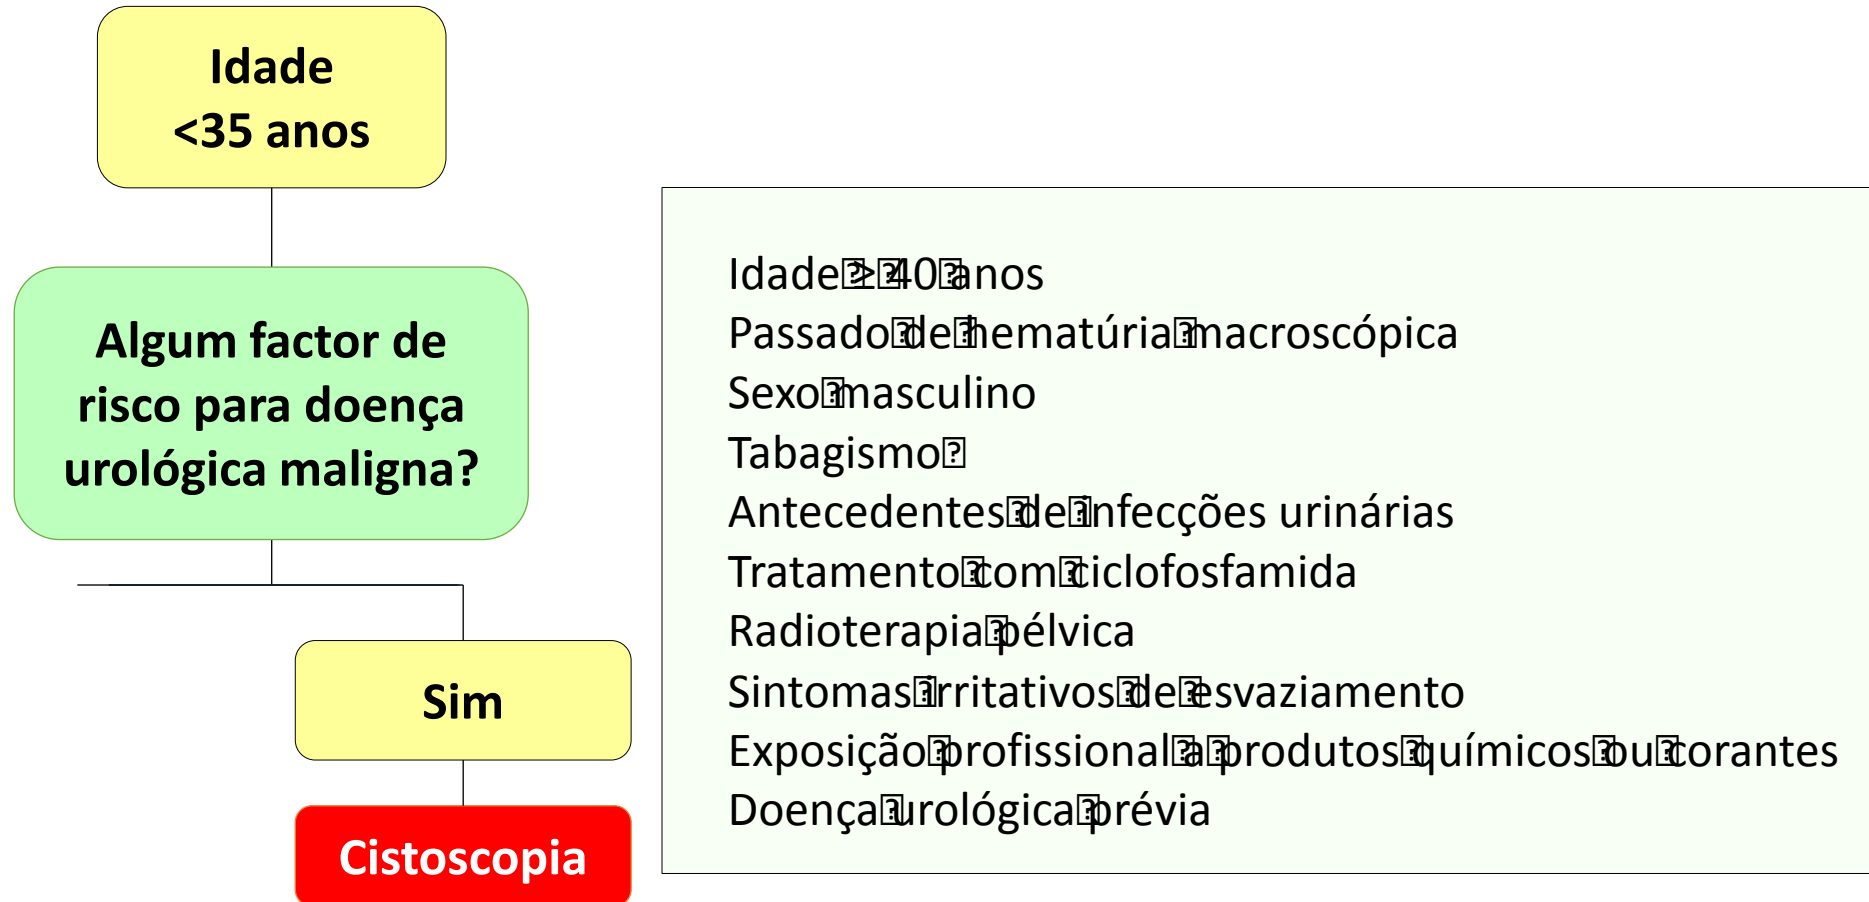 Idade
<35 anos
Algum factor de
risco para doença
urológica maligna?
Sim
Cistoscopia
Idade ≥ 40 anos
Passado de hematúria macroscópica
Sexo masculino
Tabagismo
Antecedentes de infecções urinárias
Tratamento com ciclofosfamida
Radioterapia pélvica
Sintomas irritativos de esvaziamento
Exposição profissional a produtos químicos ou corantes
Doença urológica prévia